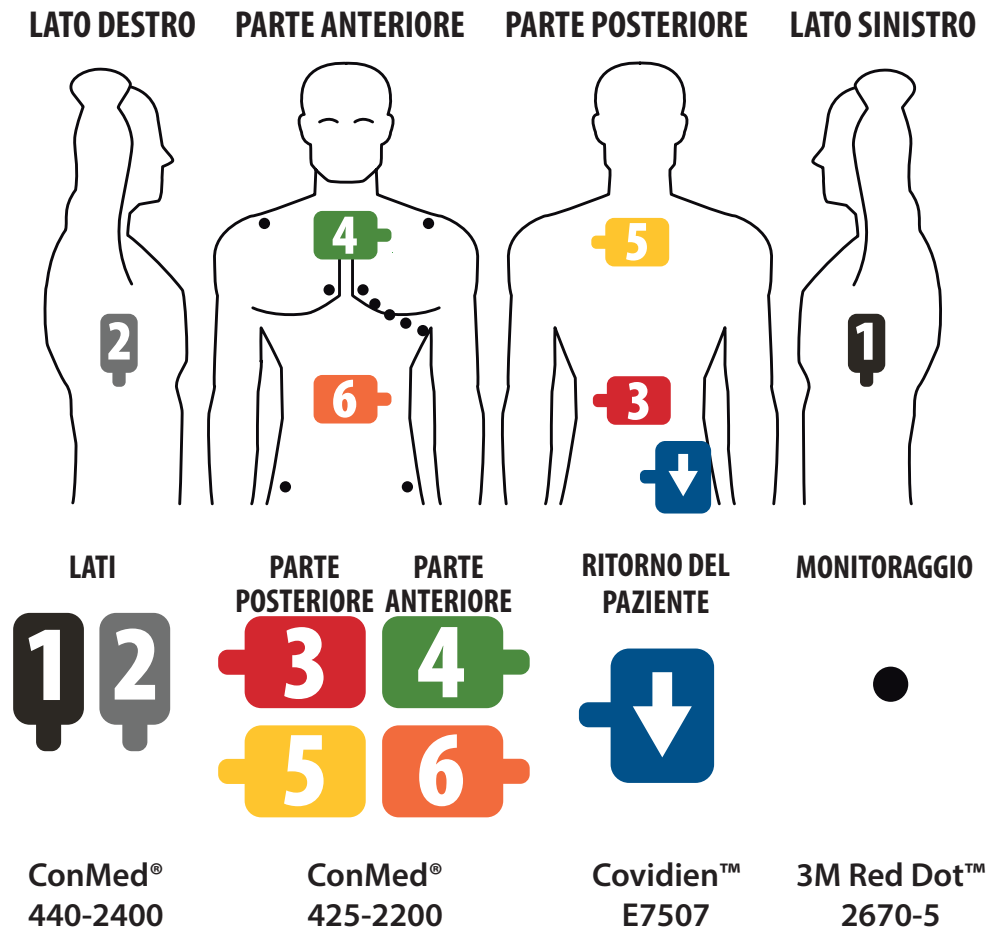 LATO DESTRO
PARTE ANTERIORE
PARTE POSTERIORE
LATO SINISTRO
2
4
6
5
3
1
LATI
PARTE
POSTERIORE
PARTE
ANTERIORE
RITORNO DEL
PAZIENTE
MONITORAGGIO
1
2
3
4
5
6
ConMed®
440-2400
ConMed®
425-2200
Covidien™
E7507
3M Red Dot™
2670-5